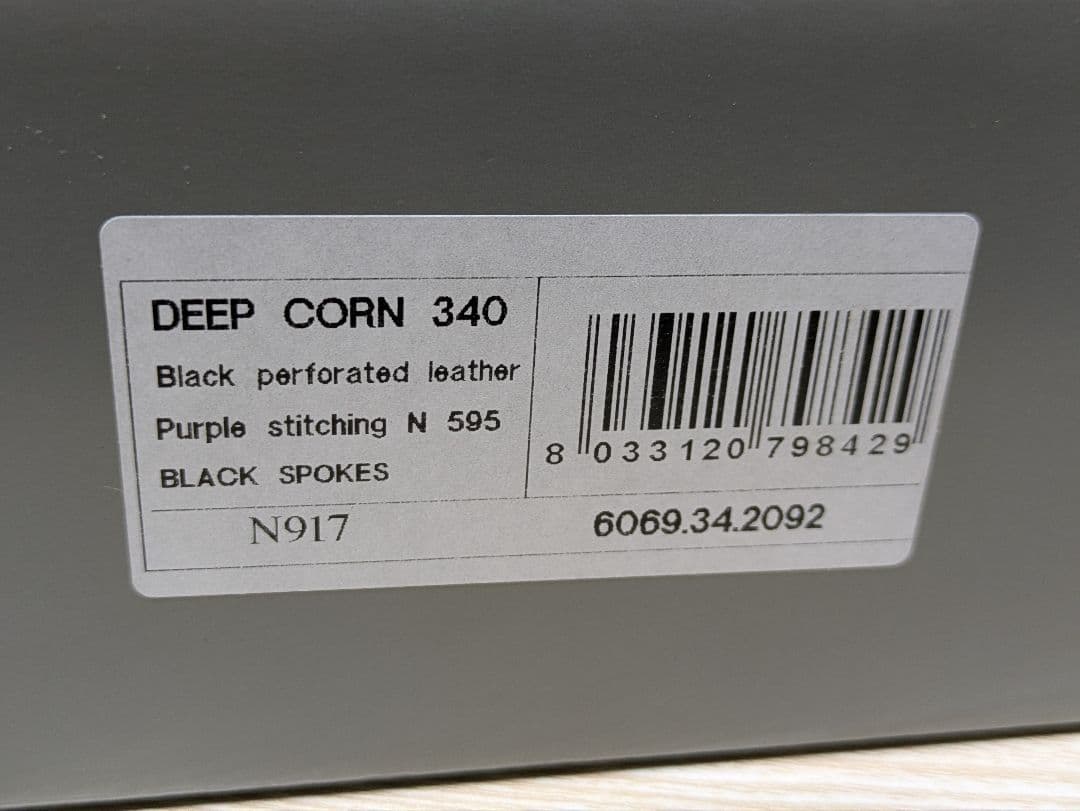 DEEP CORN 340
Black perforated leather
Purple stitching N 595
BLACK SPOKES
8 033120 798429
N917
6069.34.2092